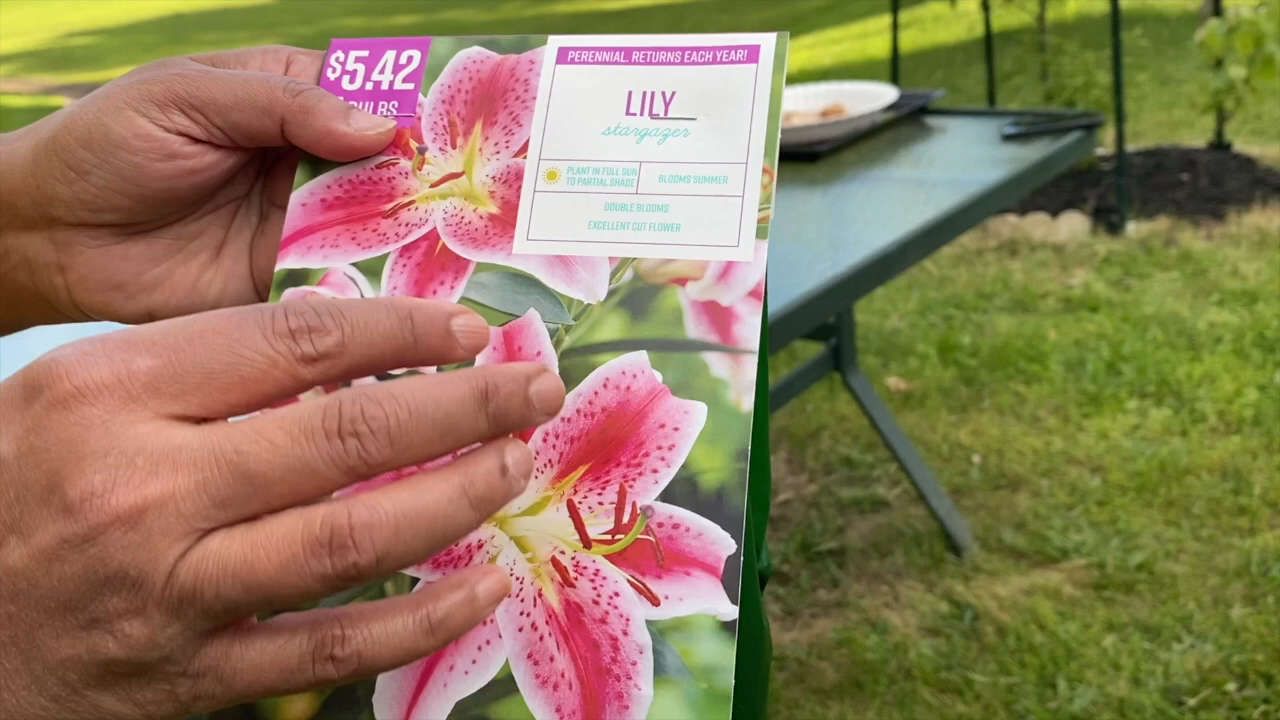 $5.42
BULBS
PERENNIAL. RETURNS EACH YEAR!
LILY
stargazer
PLANT IN FULL SUN
TO PARTIAL SHADE
BLOOMS SUMMER
DOUBLE BLOOMS
EXCELLENT CUT FLOWER